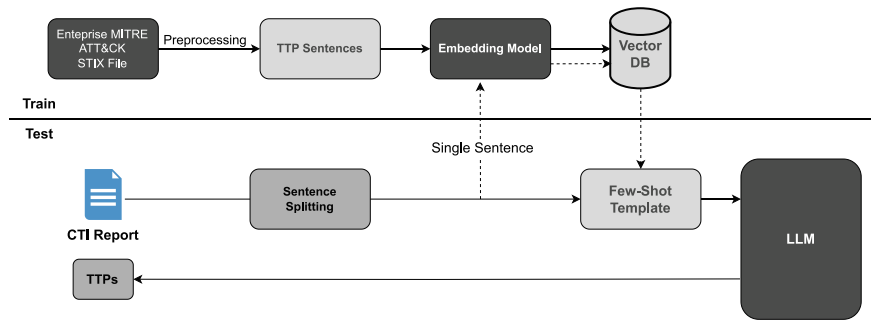 Enteprise MITRE
ATT&CK
STIX File
Preprocessing
TTP Sentences
Embedding Model
Vector
DB
Train
Test
Single Sentence
CTI Report
Sentence
Splitting
Few-Shot
Template
LLM
TTPs